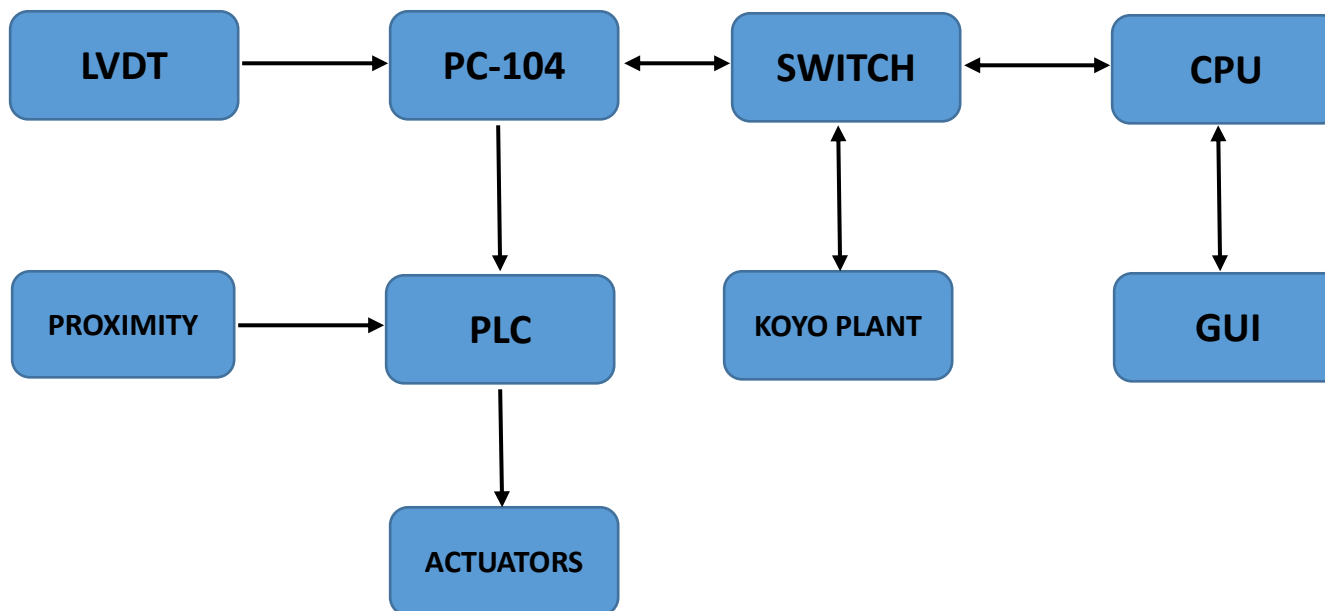 LVDT
PC-104
SWITCH
CPU
PROXIMITY
PLC
KOYO PLANT
GUI
ACTUATORS